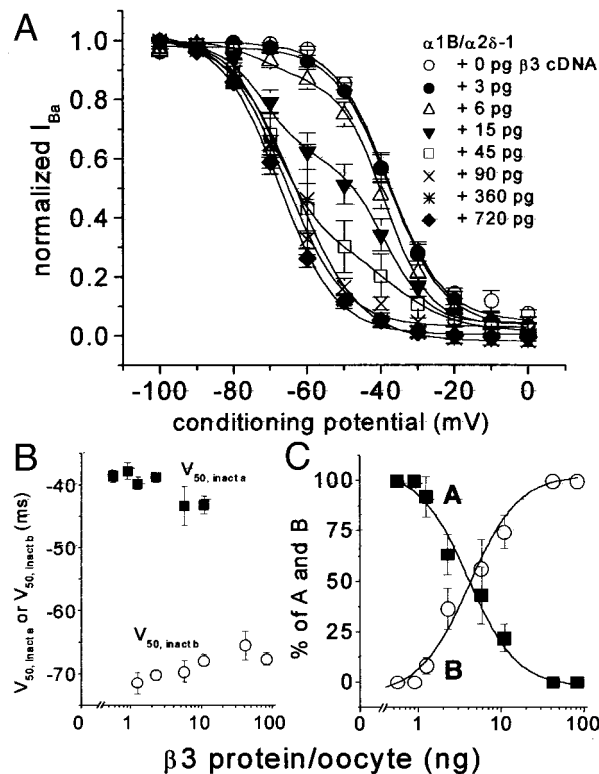 A
α1B/α2δ-1
+ 0 pg β3 cDNA
+ 3 pg
+ 6 pg
+ 15 pg
+ 45 pg
+ 90 pg
+ 360 pg
+ 720 pg
normalized I_Ba
1.0
0.8
0.6
0.4
0.2
0.0
-100 -80 -60 -40 -20 0
conditioning potential (mV)
B
V50, inact a or V50, inact b (ms)
-40
-50
-60
-70
V50, inact a
V50, inact b
0 1 10 100
C
% of A and B
100
75
50
25
0
A
B
0 1 10 100
β3 protein/oocyte (ng)